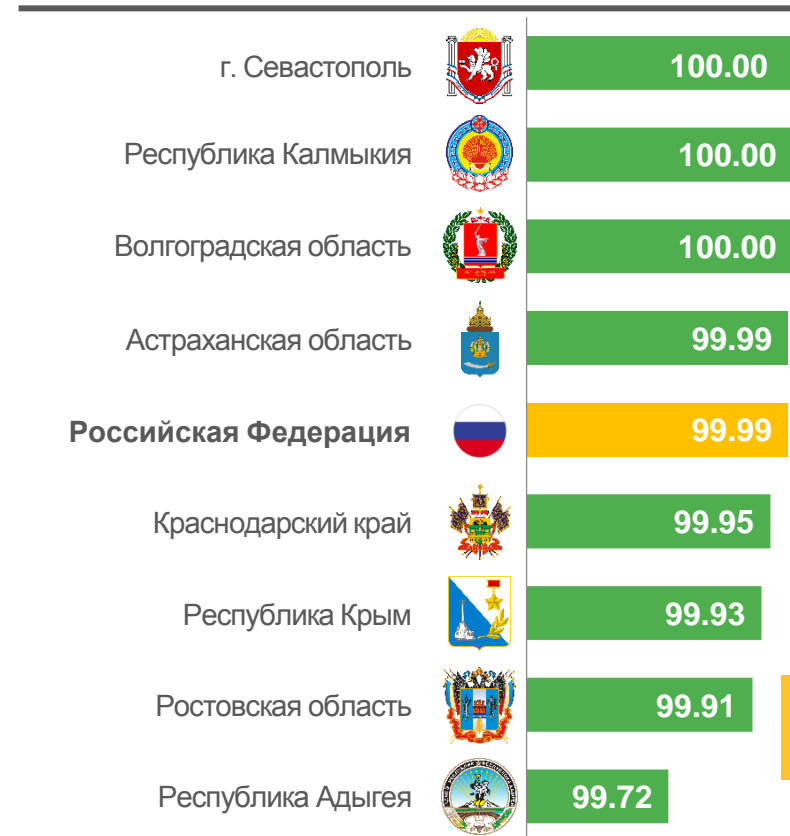 г. Севастополь 100.00
Республика Калмыкия 100.00
Волгоградская область 100.00
Астраханская область 99.99
Российская Федерация 99.99
Краснодарский край 99.95
Республика Крым 99.93
Ростовская область 99.91
Республика Адыгея 99.72